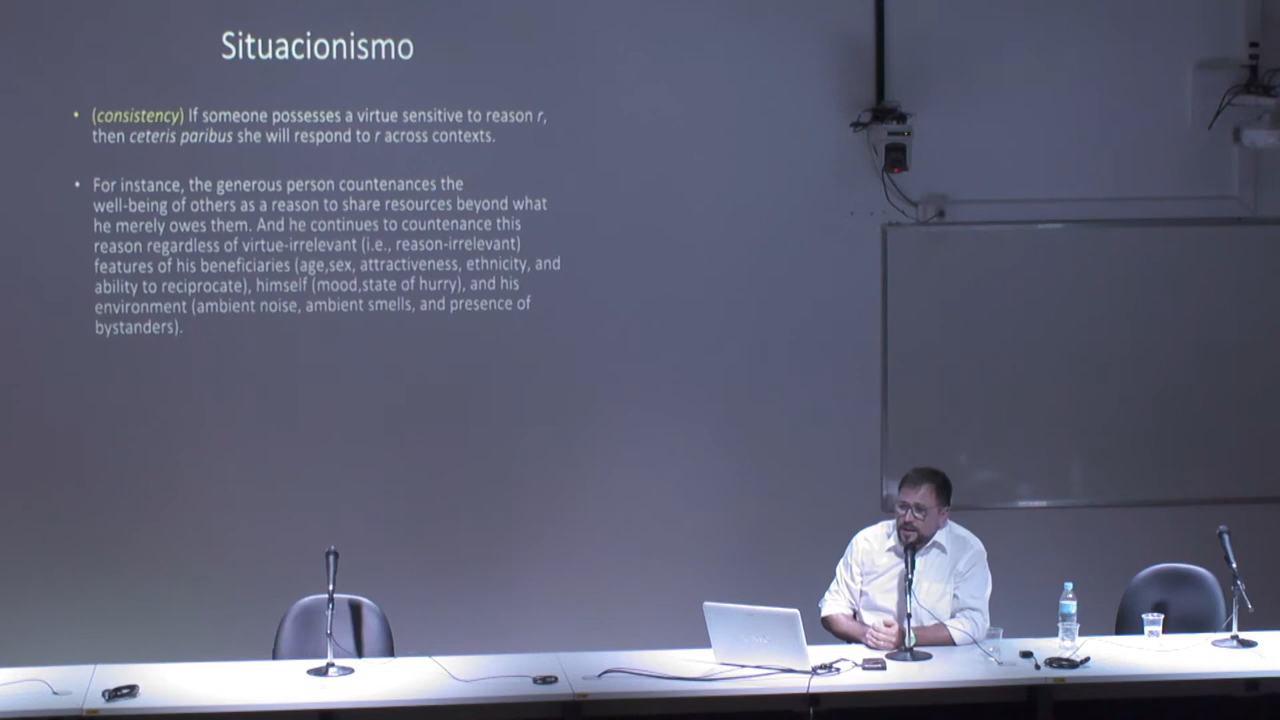 Situacionismo
• (consistency) If someone possesses a virtue sensitive to reason r,
then ceteris paribus she will respond to r across contexts.
• For instance, the generous person countenances the
well-being of others as a reason to share resources beyond what
he merely owes them. And he continues to countenance this
reason regardless of virtue-irrelevant (i.e., reason-irrelevant)
features of his beneficiaries (age,sex, attractiveness, ethnicity, and
ability to reciprocate), himself (mood,state of hurry), and his
environment (ambient noise, ambient smells, and presence of
bystanders).
VAIO